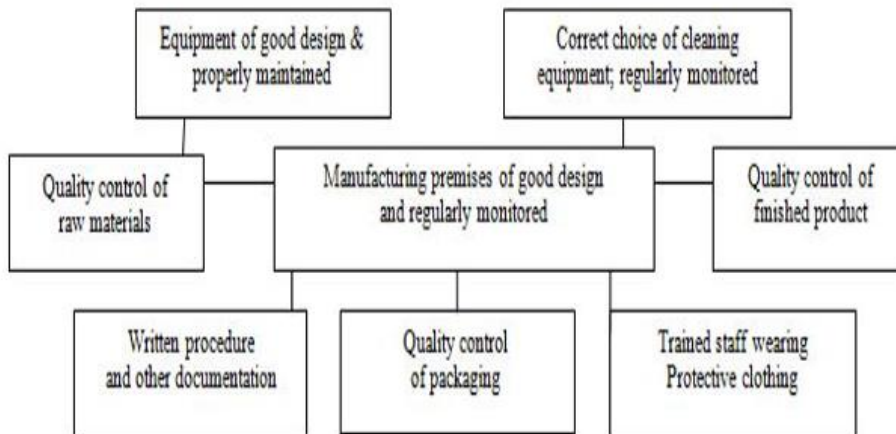 Equipment of good design &
properly maintained
Correct choice of cleaning
equipment; regularly monitored
Quality control of
raw materials
Manufacturing premises of good design
and regularly monitored
Quality control of
finished product
Written procedure
and other documentation
Quality control
of packaging
Trained staff wearing
Protective clothing